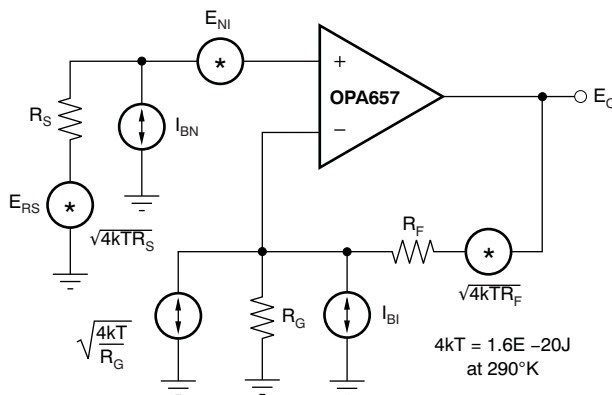 E_NI
+
OPA657
E_O
R_S
I_BN
−
E_RS
*
√4kTR_S
R_F
*
√4kTR_F
√4kT/R_G
R_G
I_BI
4kT = 1.6E −20J
at 290°K